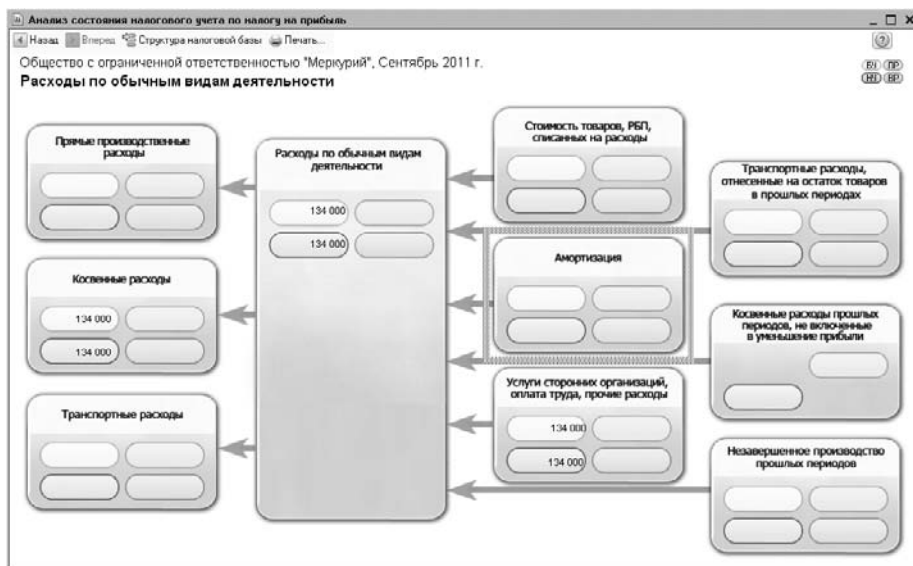 Анализ состояния налогового учета по налогу на прибыль
Назад Вперед Структура налоговой базы Печать...
Общество с ограниченной ответственностью "Меркурий", Сентябрь 2011 г.
Расходы по обычным видам деятельности
БУ ПР
НУ ВР
Прямые производственные
расходы
Косвенные расходы
134 000
134 000
Транспортные расходы
Расходы по обычным видам
деятельности
134 000
134 000
Стоимость товаров, РБП,
списанных на расходы
Амортизация
Услуги сторонних организаций,
оплата труда, прочие расходы
134 000
134 000
Транспортные расходы,
отнесенные на остаток товаров
в прошлых периодах
Косвенные расходы прошлых
периодов, не включенные
в уменьшение прибыли
Незавершенное производство
прошлых периодов